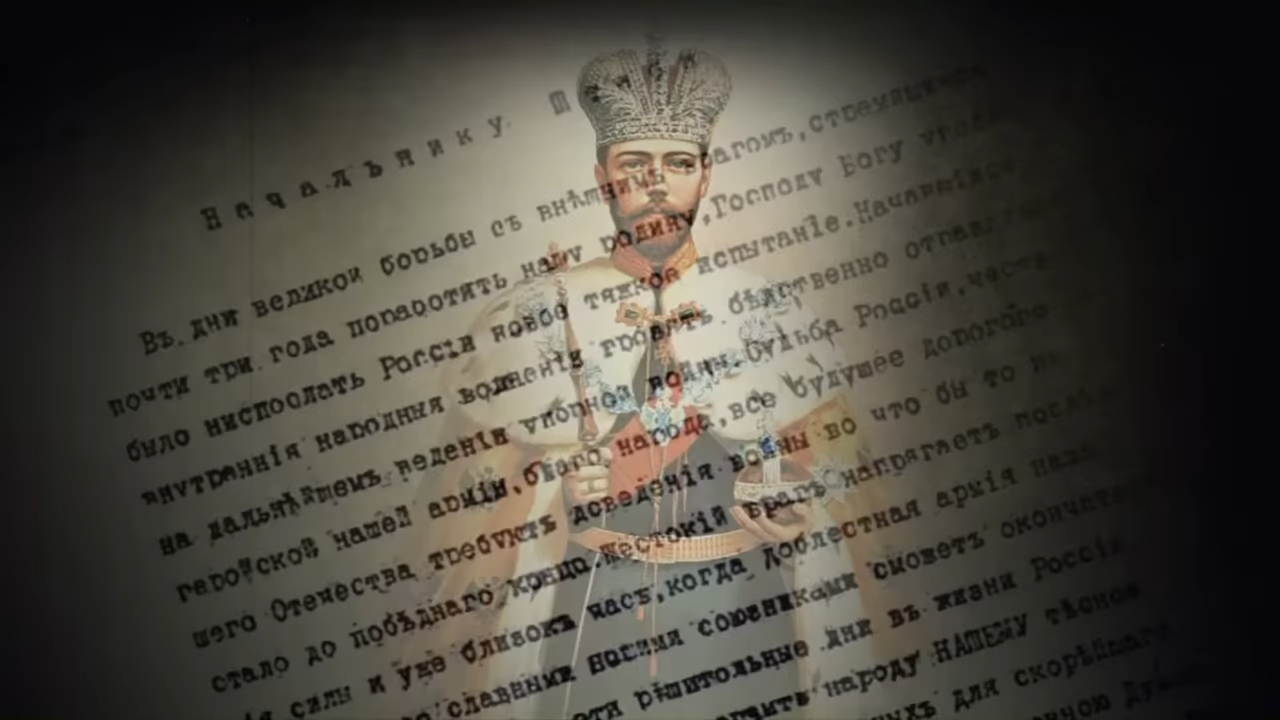 Начальнику
Въ дни великой борьбы съ внѣшнимъ врагомъ,стремящимся
почти три года поработить нашу родину,Господу Богу
было ниспослать Россіи новое тяжкое испытаніе.Начавшіяся
внутреннія народныя волненія грозятъ бѣдственно
на дальнѣйшемъ веденіи упорной войны.Судьба Россіи,честь
геройской нашей арміи,благо народа,все будущее дорогого
шего Отечества требуютъ доведенія войны во что бы то ни
стало до побѣднаго конца.Жестокій врагъ напрягаетъ
силы и уже близокъ часъ,когда доблестная армія наша
славными нашими союзниками сможетъ
рѣшительные дни въ жизни Россіи
народу НАШЕМУ тѣсное
для скорѣйшаго